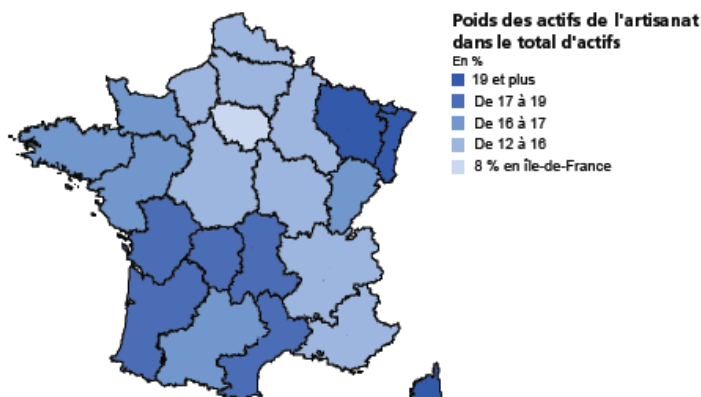 Poids des actifs de l'artisanat
dans le total d'actifs
En %
19 et plus
De 17 à 19
De 16 à 17
De 12 à 16
8 % en île-de-France